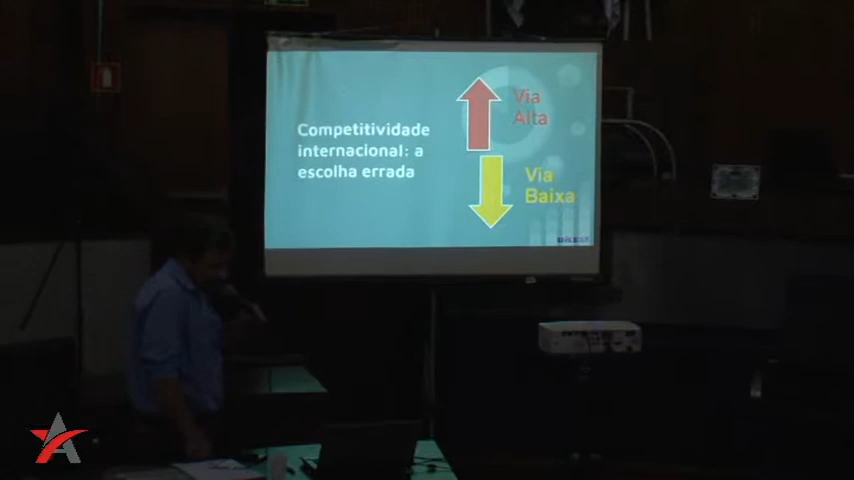 Competitividade
internacional: a
escolha errada
Via
Alta
Via
Baixa